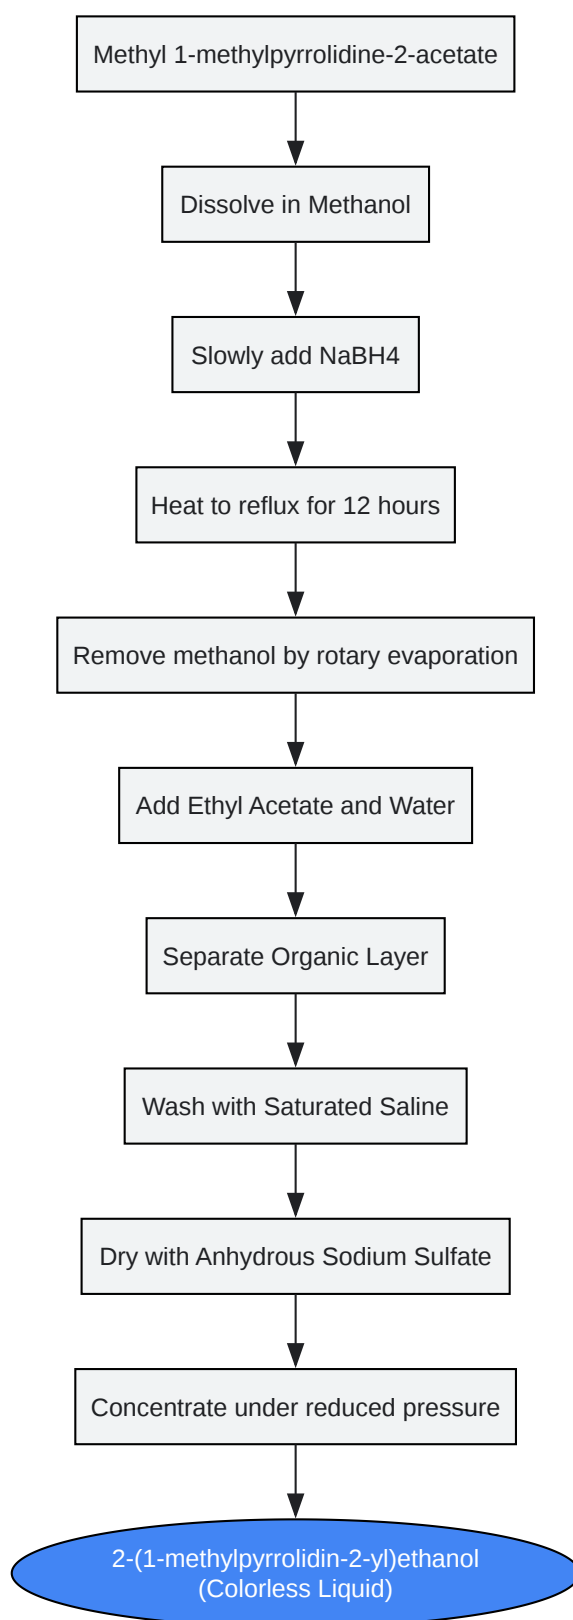 Methyl 1-methylpyrrolidine-2-acetate
Dissolve in Methanol
Slowly add NaBH4
Heat to reflux for 12 hours
Remove methanol by rotary evaporation
Add Ethyl Acetate and Water
Separate Organic Layer
Wash with Saturated Saline
Dry with Anhydrous Sodium Sulfate
Concentrate under reduced pressure
2-(1-methylpyrrolidin-2-yl)ethanol
(Colorless Liquid)